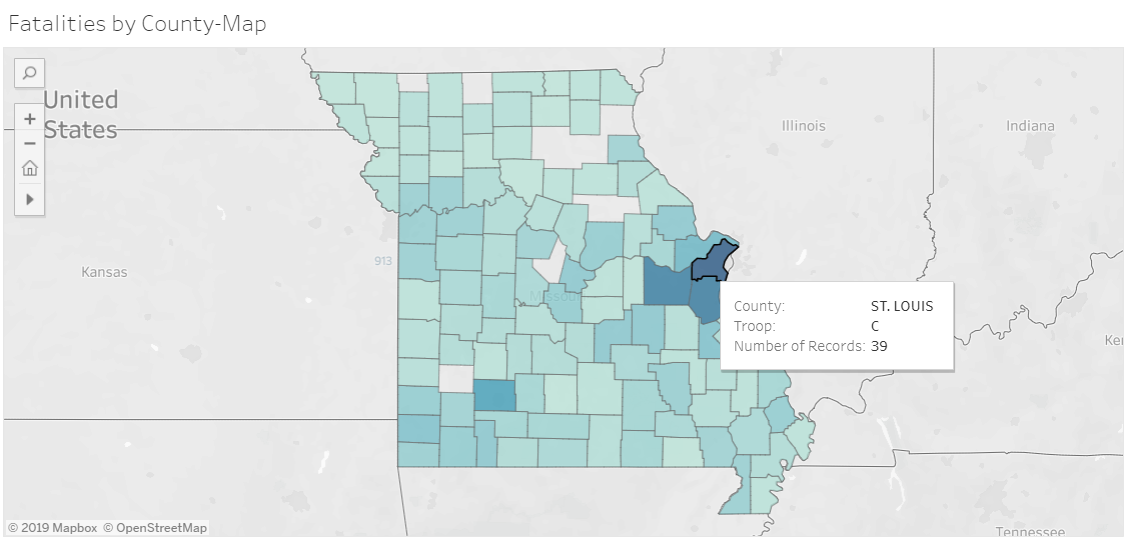 Fatalities by County-Map
United
States
Illinois
Indiana
Kansas
913
Missouri
County: ST. LOUIS
Troop: C
Number of Records: 39
Tennessee
© 2019 Mapbox © OpenStreetMap